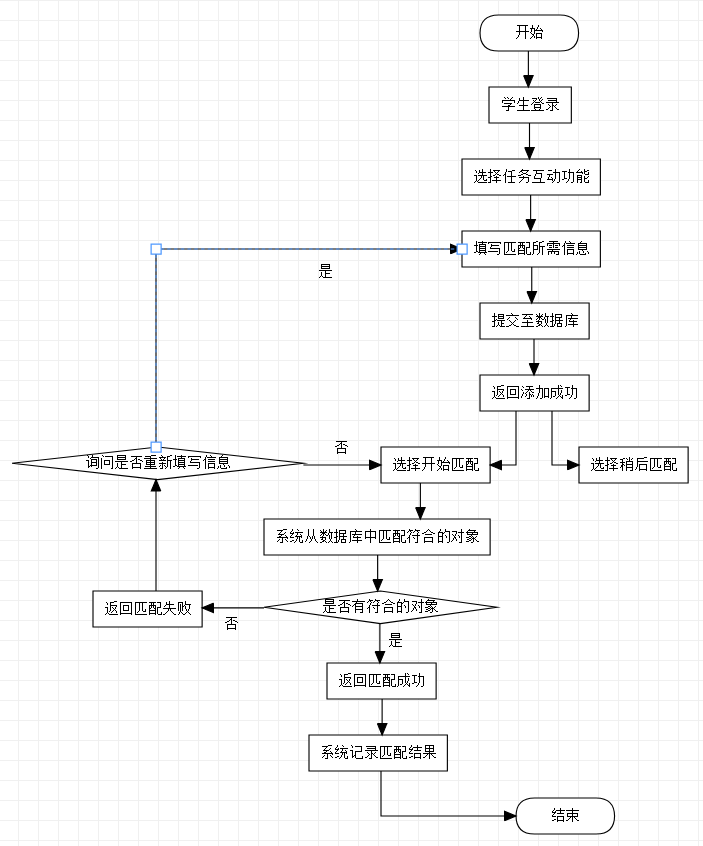 开始
学生登录
选择任务互动功能
填写匹配所需信息
是
提交至数据库
返回添加成功
询问是否重新填写信息
否
选择开始匹配
选择稍后匹配
系统从数据库中匹配符合的对象
是否有符合的对象
返回匹配失败
否
是
返回匹配成功
系统记录匹配结果
结束